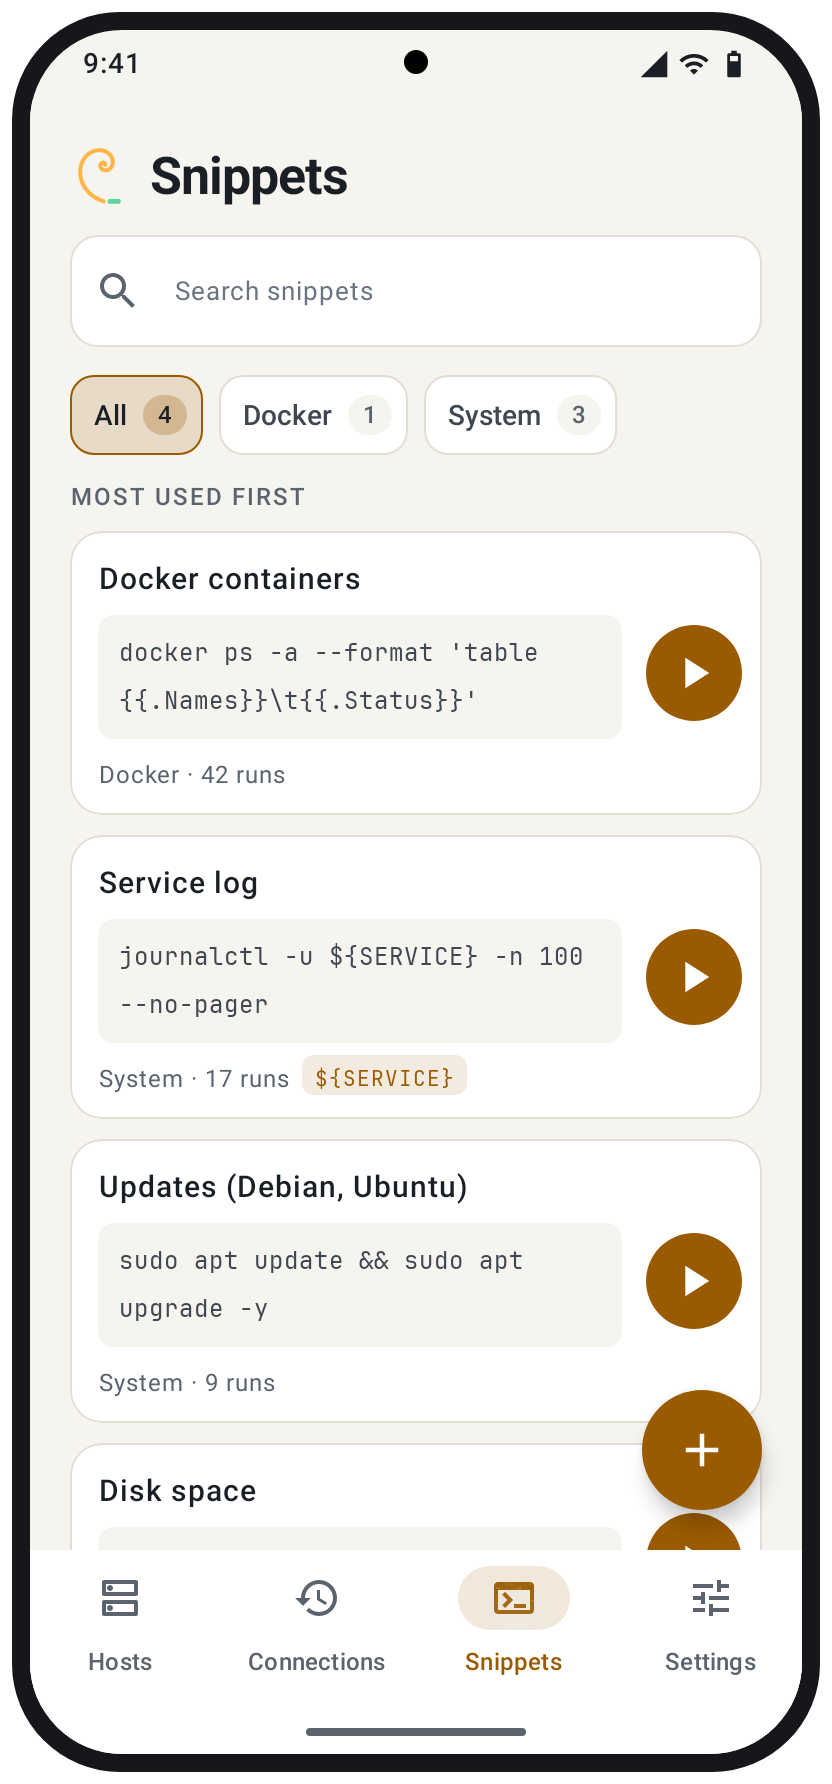 9:41
Snippets
Search snippets
All 4 Docker 1 System 3
MOST USED FIRST
Docker containers
docker ps -a --format 'table
{{.Names}}\t{{.Status}}'
Docker · 42 runs
Service log
journalctl -u ${SERVICE} -n 100
--no-pager
System · 17 runs ${SERVICE}
Updates (Debian, Ubuntu)
sudo apt update && sudo apt
upgrade -y
System · 9 runs
Disk space
Hosts Connections Snippets Settings